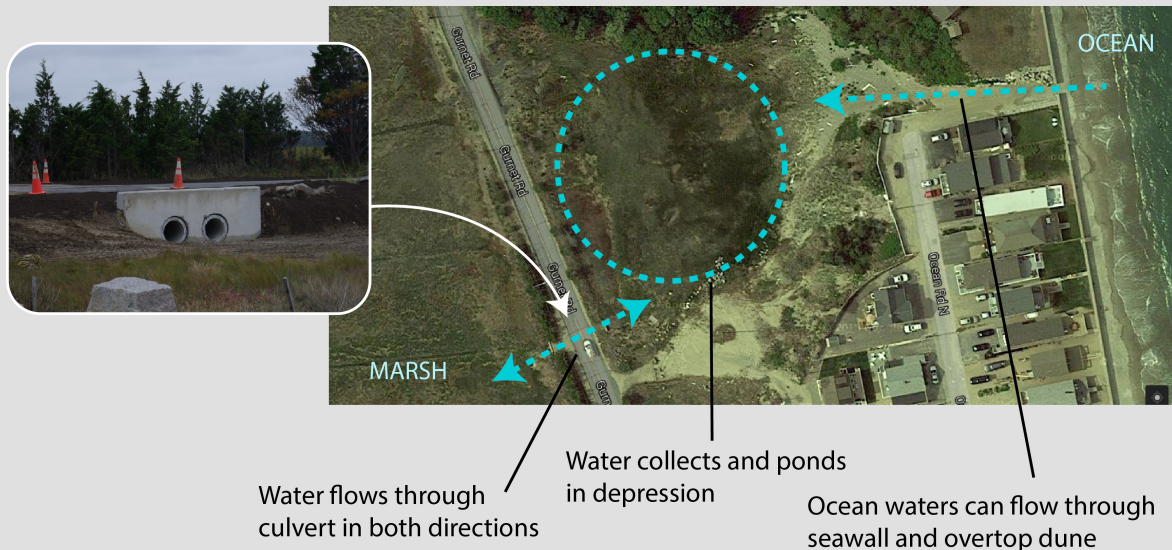 OCEAN
Gurnet Rd
Gurnet Rd
Gurnet Rd
Ocean Rd N
MARSH
Gurn
O
Water collects and ponds
in depression
Water flows through
culvert in both directions
Ocean waters can flow through
seawall and overtop dune